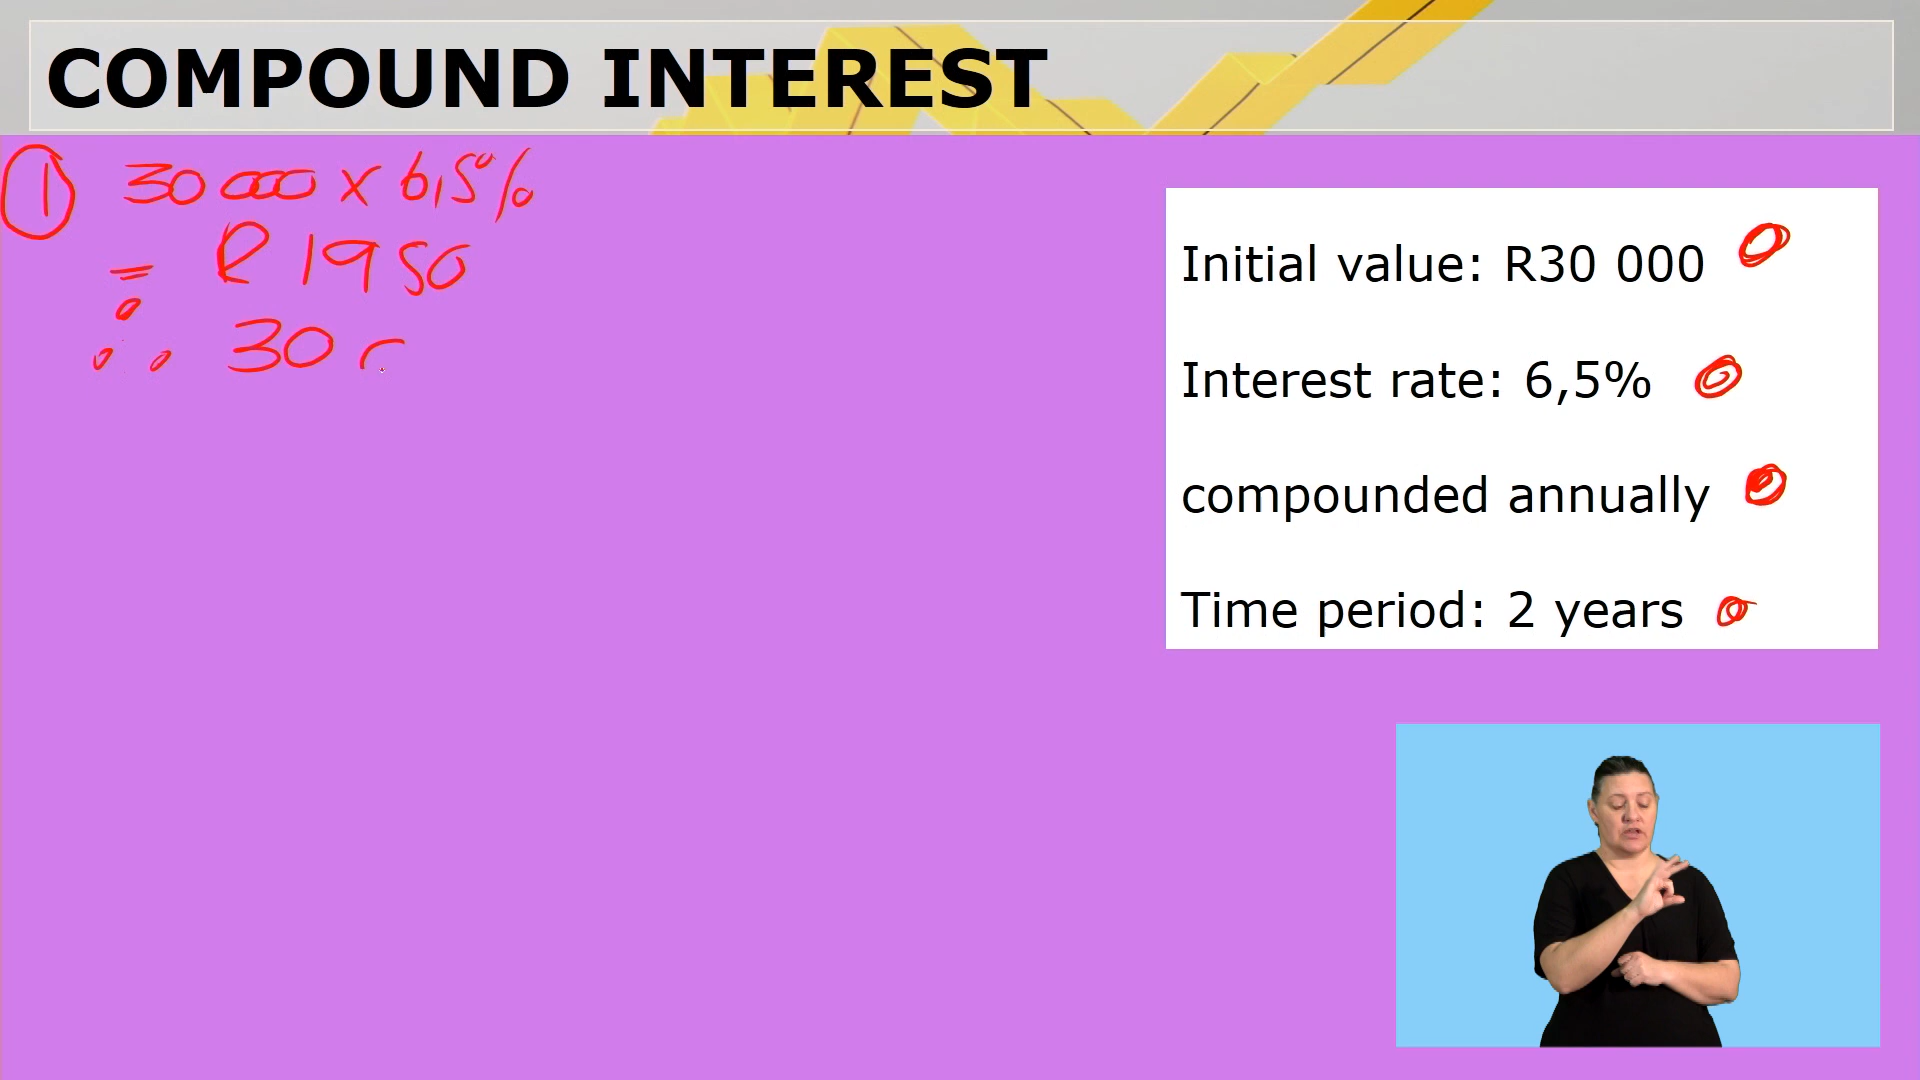 COMPOUND INTEREST
① 30 000 x 6,5%
= R 1950
∴ 30
Initial value: R30 000
Interest rate: 6,5%
compounded annually
Time period: 2 years